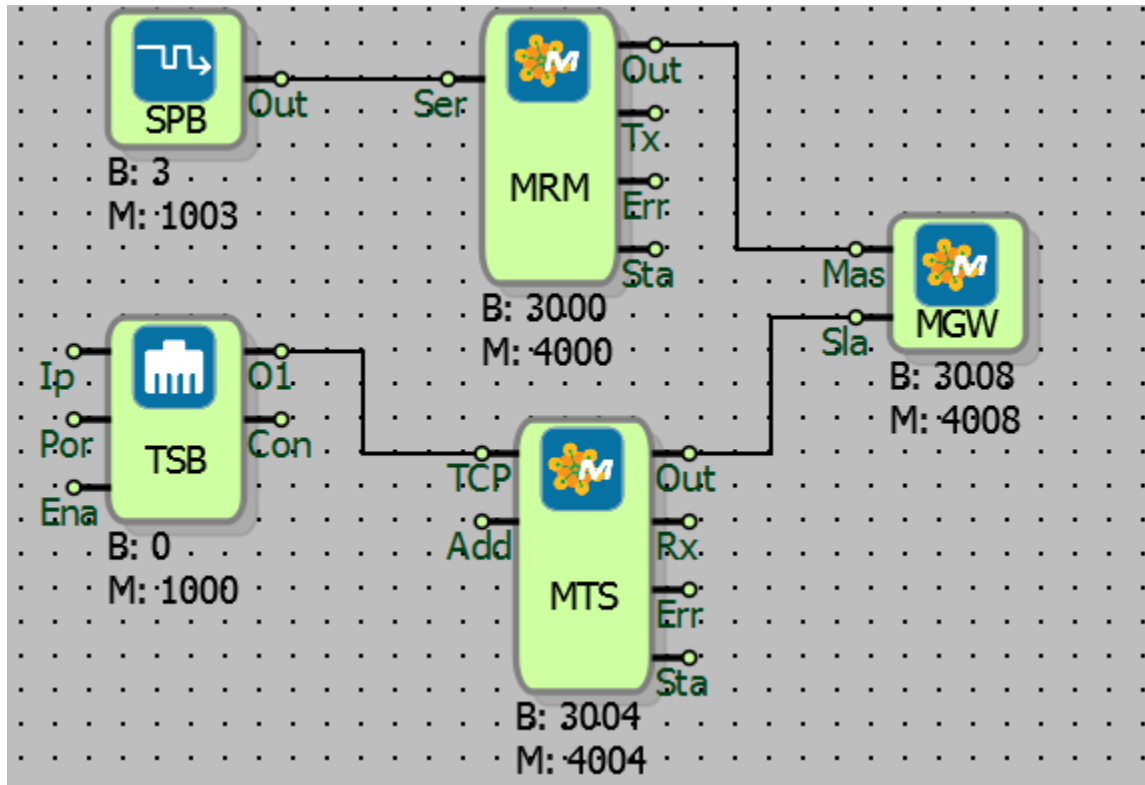 SPB
Out
B: 3
M: 1003
Ser
M
MRM
Out
Tx
Err
Sta
B: 3000
M: 4000
Mas
Sla
M
MGW
B: 3008
M: 4008
Ip
Por
Ena
TSB
O1
Con
B: 0
M: 1000
TCP
Add
M
MTS
Out
Rx
Err
Sta
B: 3004
M: 4004